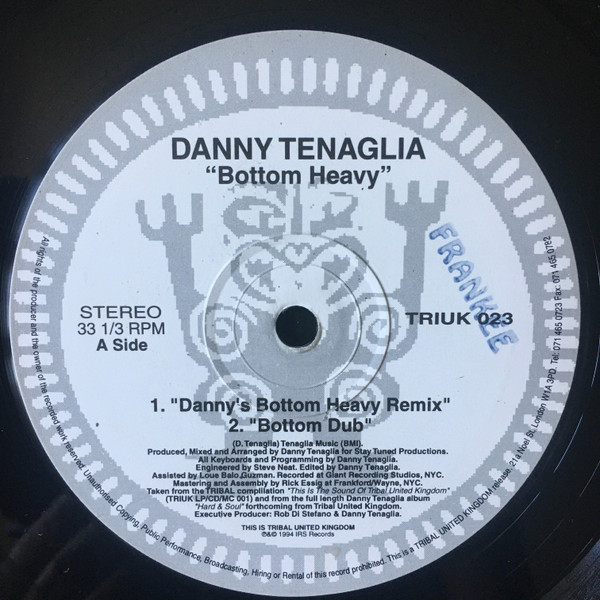 DANNY TENAGLIA
"Bottom Heavy"
FRANKIE
STEREO
33 1/3 RPM
A Side
TRIUK 023
1. "Danny's Bottom Heavy Remix"
2. "Bottom Dub"
(D. Tenaglia) Tenaglia Music (BMI).
Produced, Mixed and Arranged by Danny Tenaglia for Stay Tuned Productions.
All Keyboards and Programming by Danny Tenaglia.
Engineered by Steve Neat. Edited by Danny Tenaglia.
Assisted by Loue Balo,Guzman. Recorded at Giant Recording Studios, NYC.
Mastering and Assembly by Rick Essig at Frankford/Wayne, NYC.
Taken from the TRIBAL compliation "This Is The Sound Of Tribal United Kingdom"
(TRIUK LP/CD/MC 001) and from the full length Danny Tenaglia album
"Hard & Soul" forthcoming from Tribal United Kingdom.
Executive Producer: Rob Di Stefano & Danny Tenaglia.
THIS IS TRIBAL UNITED KINGDOM
℗&© 1994 IRS Records
All rights of the producer and the owner of the recorded work reserved. Unauthorised Copying, Public Performance, Broadcasting, Hiring or Rental of this record prohibited. This is a TRIBAL UNITED KINGDOM release. 21d Noel St. London W1A 3PD. Tel: 071 465 0723 Fax: 071 465 0782